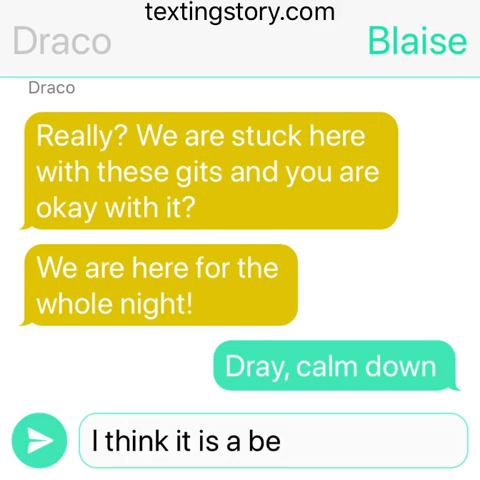 textingstory.com
Draco
Blaise
Draco
Really? We are stuck here
with these gits and you are
okay with it?
We are here for the
whole night!
Dray, calm down
I think it is a be